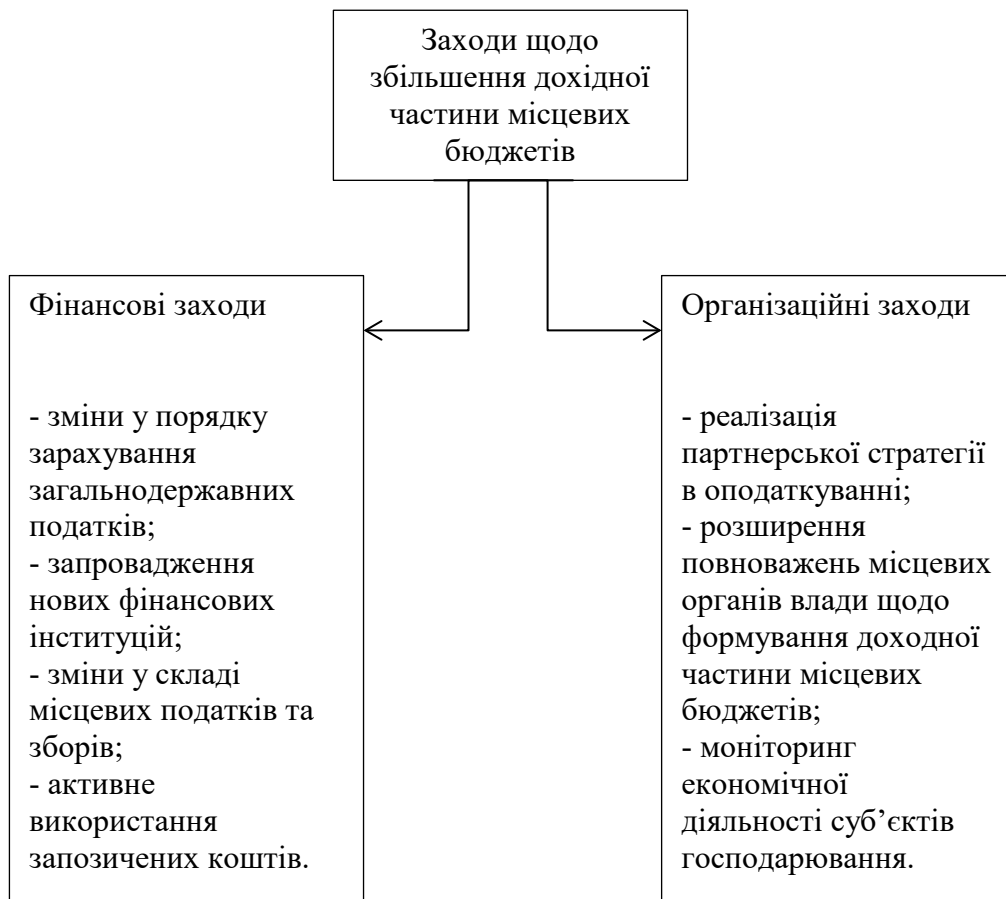 Заходи щодо
збільшення дохідної
частини місцевих
бюджетів
Фінансові заходи
- зміни у порядку
зарахування
загальнодержавних
податків;
- запровадження
нових фінансових
інституцій;
- зміни у складі
місцевих податків та
зборів;
- активне
використання
запозичених коштів.
Організаційні заходи
- реалізація
партнерської стратегії
в оподаткуванні;
- розширення
повноважень місцевих
органів влади щодо
формування доходної
частини місцевих
бюджетів;
- моніторинг
економічної
діяльності суб’єктів
господарювання.